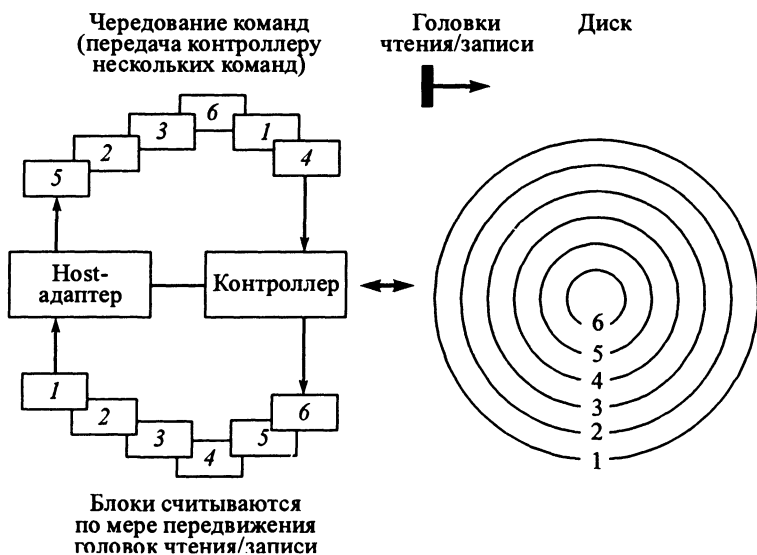 Чередование команд
(передача контроллеру
нескольких команд)
Головки
чтения/записи
Диск
6
3
1
2
4
5
Host-
адаптер
Контроллер
1
2
3
4
5
6
6
5
4
3
2
1
Блоки считываются
по мере передвижения
головок чтения/записи